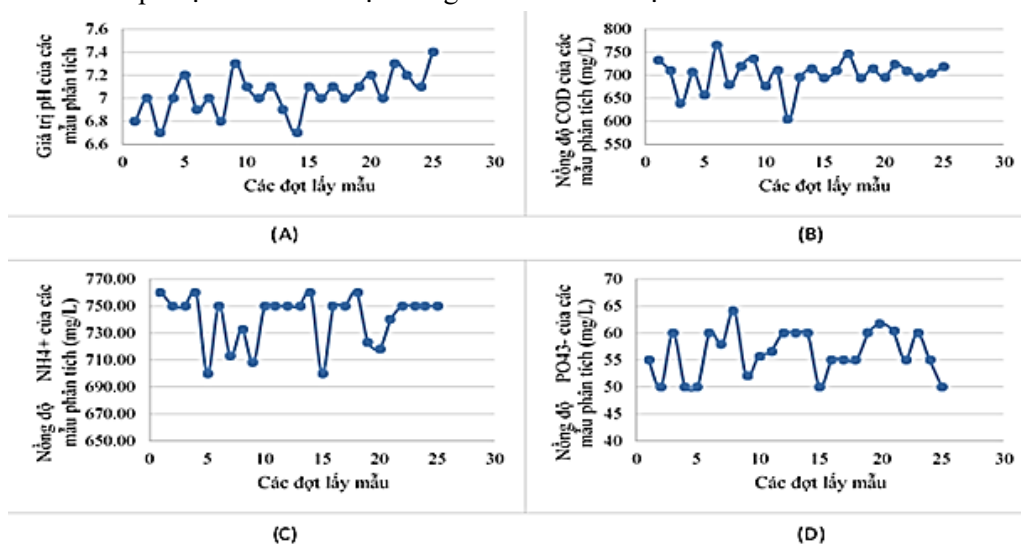 7.6
7.4
7.2
7
6.8
6.6
0 5 10 15 20 25 30
Giá trị pH của các
mẫu phân tích
Các đợt lấy mẫu
(A)
800
750
700
650
600
550
0 5 10 15 20 25 30
Nồng độ COD của các
mẫu phân tích (mg/L)
Các đợt lấy mẫu
(B)
770.00
750.00
730.00
710.00
690.00
670.00
650.00
0 5 10 15 20 25 30
Nồng độ NH4+ của các
mẫu phân tích (mg/L)
Các đợt lấy mẫu
(C)
70
65
60
55
50
45
40
0 5 10 15 20 25 30
Nồng độ PO43- của các
mẫu phân tích (mg/L)
Các đợt lấy mẫu
(D)